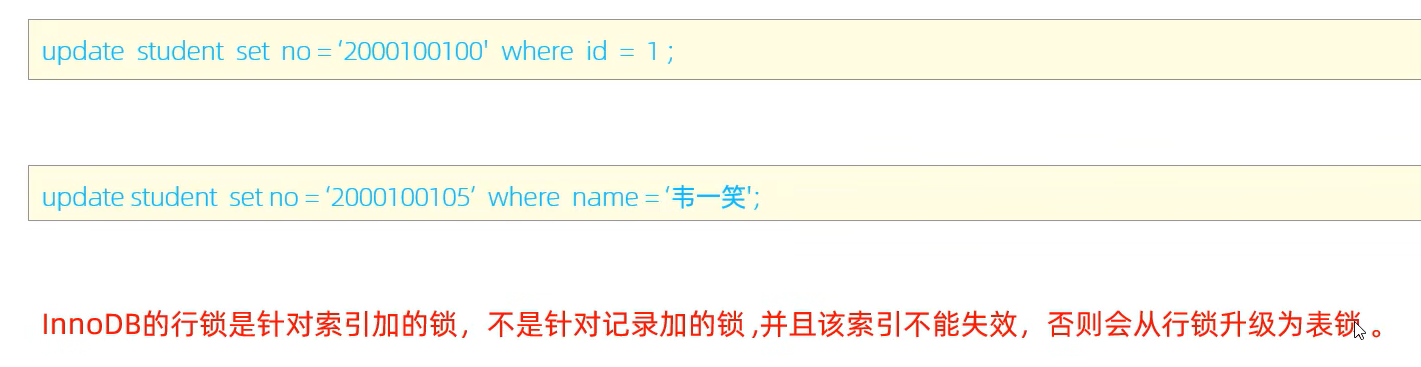 update student set no = ‘2000100100' where id = 1 ;
update student set no = ‘2000100105‘ where name = ‘韦一笑';
InnoDB的行锁是针对索引加的锁，不是针对记录加的锁 ,并且该索引不能失效，否则会从行锁升级为表锁 。